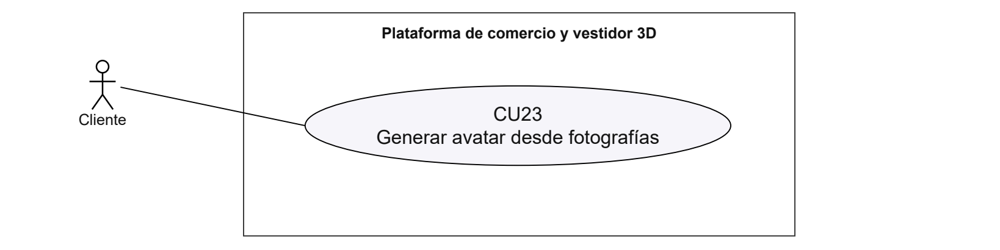 Plataforma de comercio y vestidor 3D
Cliente
CU23
Generar avatar desde fotografías